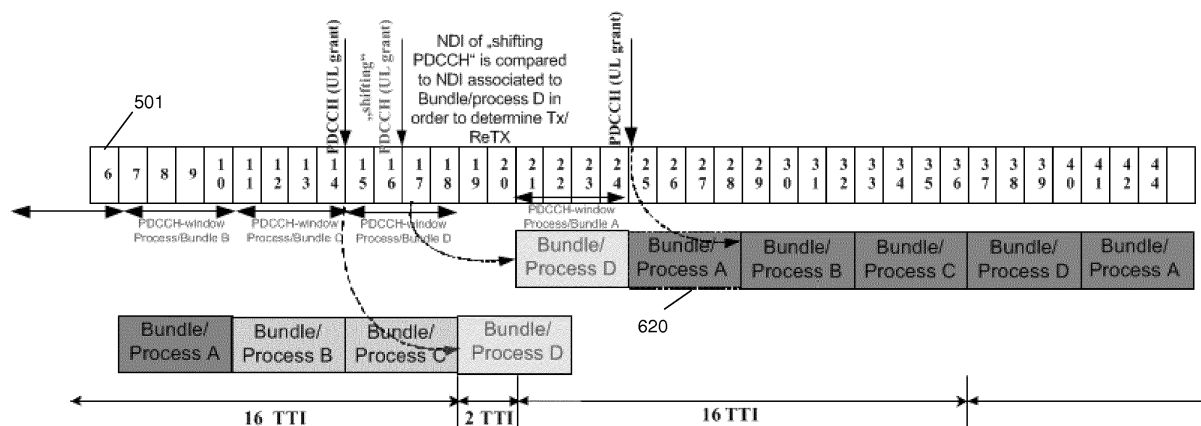 501
PDCCH (UL grant)
„shifting“
PDCCH (UL grant)
NDI of „shifting
PDCCH“ is compared
to NDI associated to
Bundle/process D in
order to determine Tx/
ReTX
PDCCH (UL grant)
6 7 8 9 10 11 12 13 14 15 16 17 18 19 20 21 22 23 24 25 26 27 28 29 30 31 32 33 34 35 36 37 38 39 40 41 42 44
PDCCH-window
Process/Bundle B
PDCCH-window
Process/Bundle C
PDCCH-window
Process/Bundle D
PDCCH-window
Process/Bundle A
Bundle/
Process D
Bundle/
Process A
Bundle/
Process B
Bundle/
Process C
Bundle/
Process D
Bundle/
Process A
620
Bundle/
Process A
Bundle/
Process B
Bundle/
Process C
Bundle/
Process D
16 TTI
2 TTI
16 TTI